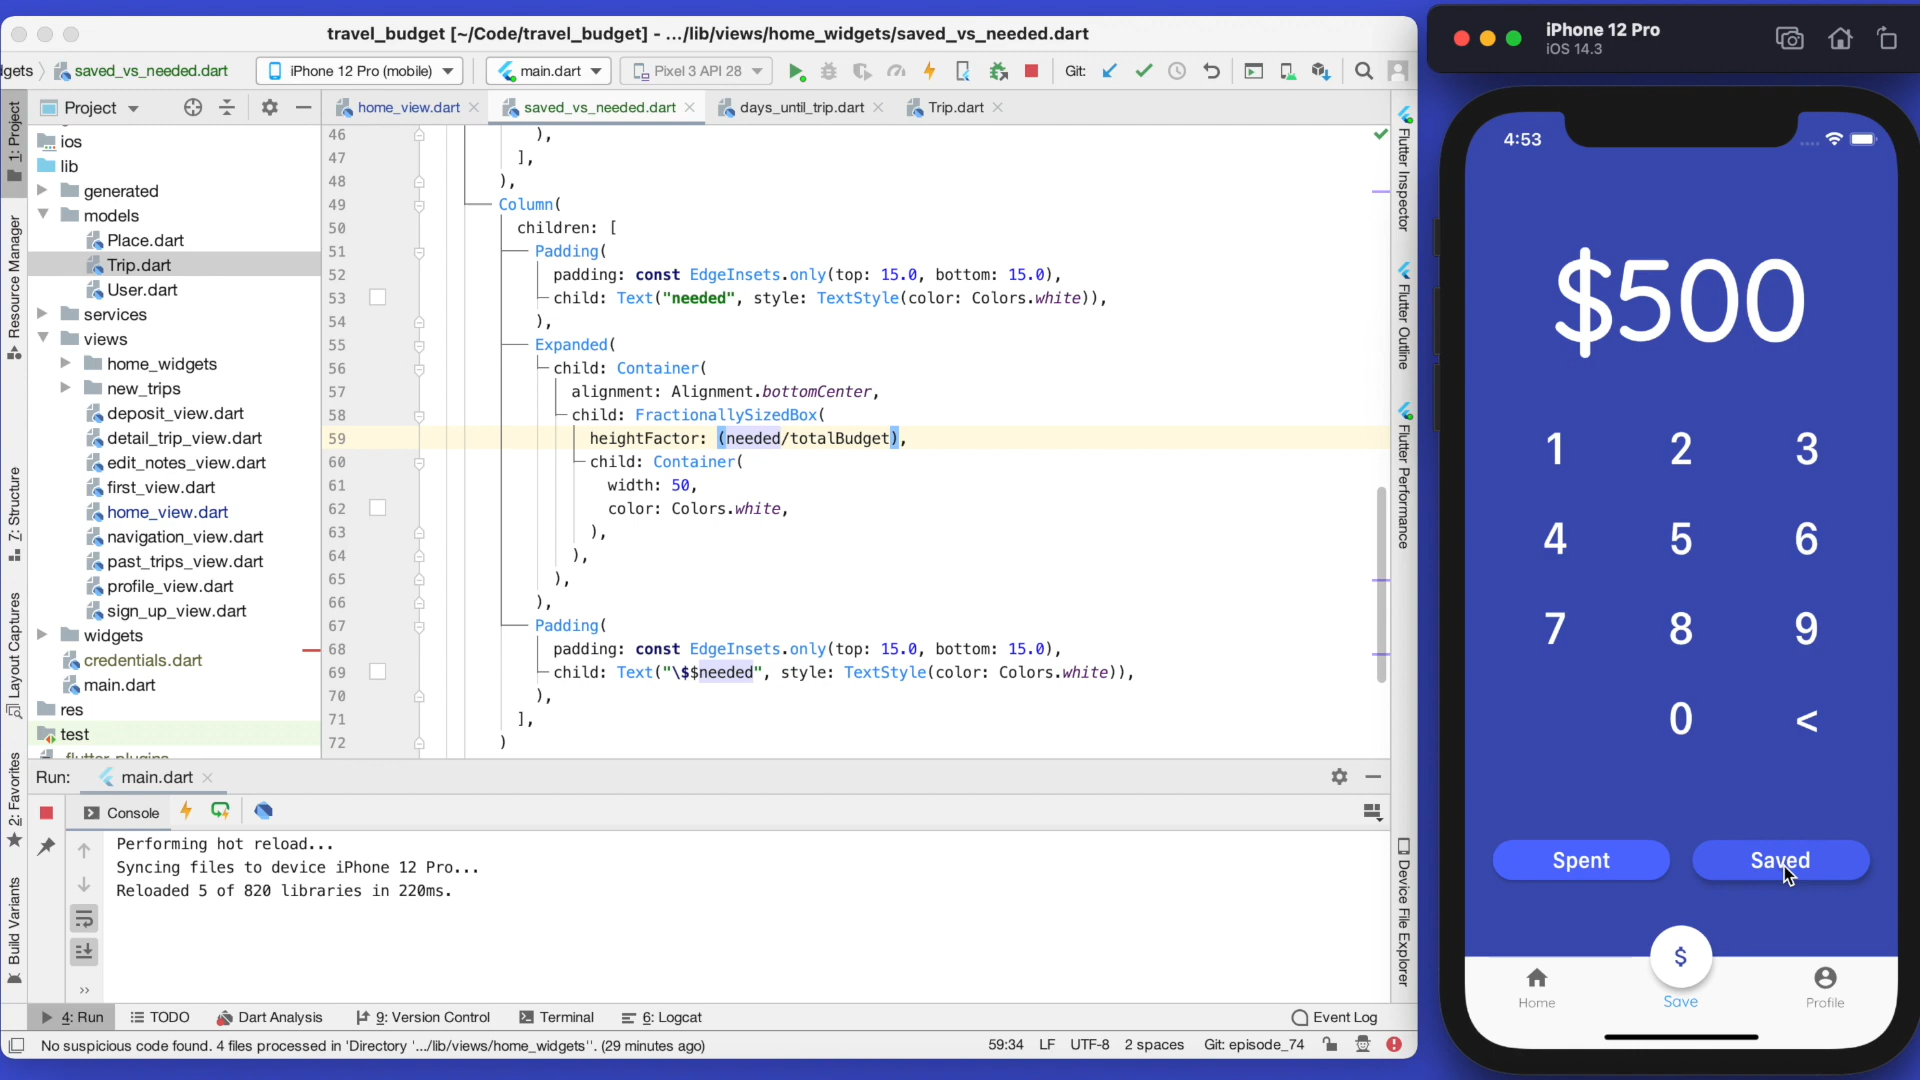 travel_budget [~/Code/travel_budget] - .../lib/views/home_widgets/saved_vs_needed.dart
dgets
saved_vs_needed.dart
iPhone 12 Pro (mobile)
main.dart
Pixel 3 API 28
Git:
Project
home_view.dart
saved_vs_needed.dart
days_until_trip.dart
Trip.dart
1: Project
Resource Manager
7: Structure
Layout Captures
2: Favorites
Build Variants
ios
lib
generated
models
Place.dart
Trip.dart
User.dart
services
views
home_widgets
new_trips
deposit_view.dart
detail_trip_view.dart
edit_notes_view.dart
first_view.dart
home_view.dart
navigation_view.dart
past_trips_view.dart
profile_view.dart
sign_up_view.dart
widgets
credentials.dart
main.dart
res
test
.flutter-plugins
46 ),
47 ],
48 ),
49 Column(
50 children: [
51 Padding(
52 padding: const EdgeInsets.only(top: 15.0, bottom: 15.0),
53 child: Text("needed", style: TextStyle(color: Colors.white)),
54 ),
55 Expanded(
56 child: Container(
57 alignment: Alignment.bottomCenter,
58 child: FractionallySizedBox(
59 heightFactor: (needed/totalBudget),
60 child: Container(
61 width: 50,
62 color: Colors.white,
63 ),
64 ),
65 ),
66 ),
67 Padding(
68 padding: const EdgeInsets.only(top: 15.0, bottom: 15.0),
69 child: Text("\$$needed", style: TextStyle(color: Colors.white)),
70 ),
71 ],
72 )
Flutter Inspector
Flutter Outline
Flutter Performance
Device File Explorer
Run:
main.dart
Console
Performing hot reload...
Syncing files to device iPhone 12 Pro...
Reloaded 5 of 820 libraries in 220ms.
4: Run
TODO
Dart Analysis
9: Version Control
Terminal
6: Logcat
Event Log
No suspicious code found. 4 files processed in 'Directory '.../lib/views/home_widgets''. (29 minutes ago)
59:34
LF
UTF-8
2 spaces
Git: episode_74
iPhone 12 Pro
iOS 14.3
4:53
$500
1 2 3
4 5 6
7 8 9
0 <
Spent
Saved
$
Home
Save
Profile